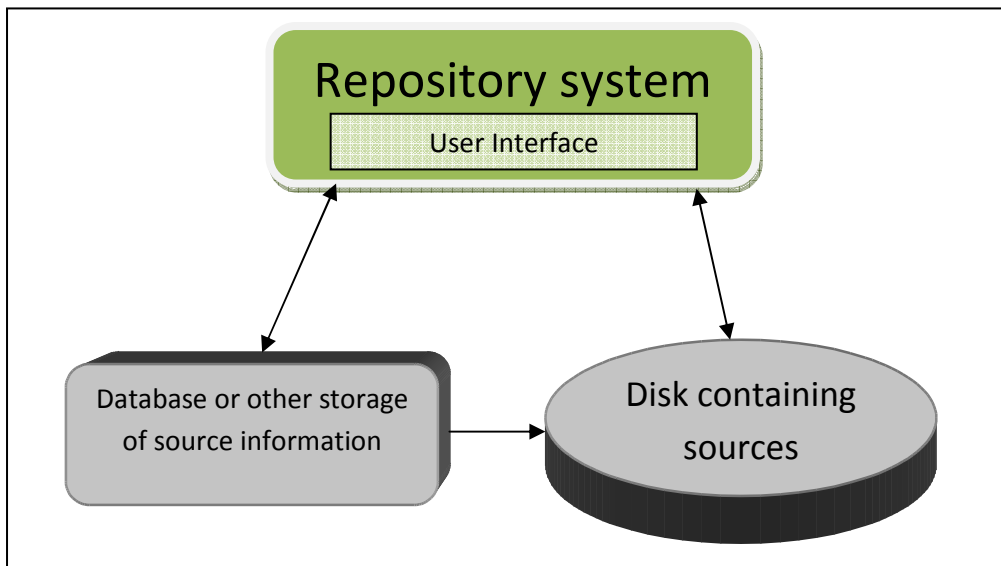 Repository system
User Interface
Database or other storage
of source information
Disk containing
sources